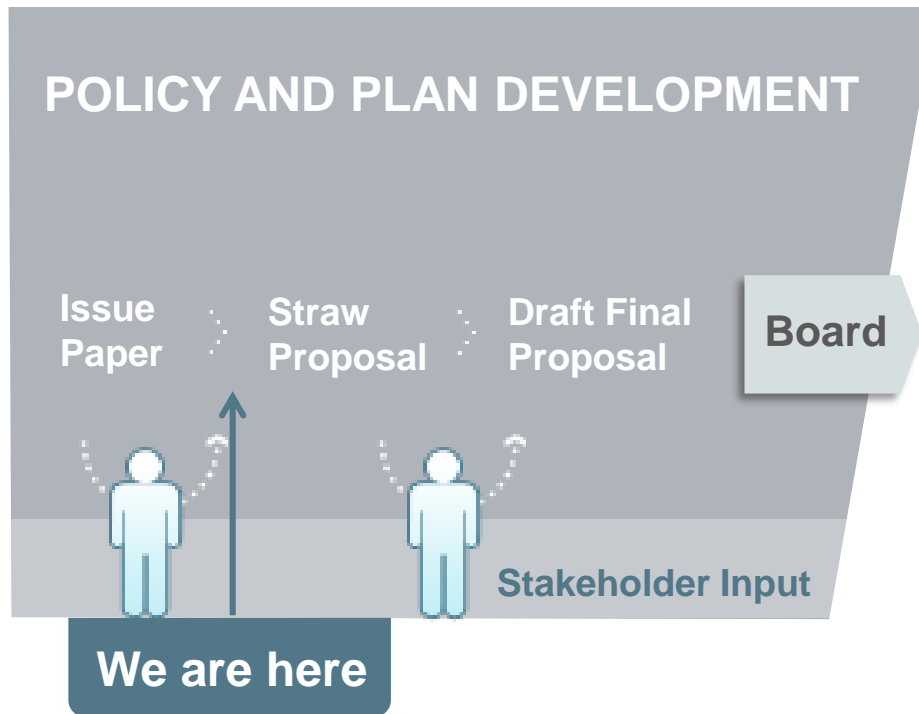 POLICY AND PLAN DEVELOPMENT
Issue
Paper
Straw
Proposal
Draft Final
Proposal
Board
Stakeholder Input
We are here